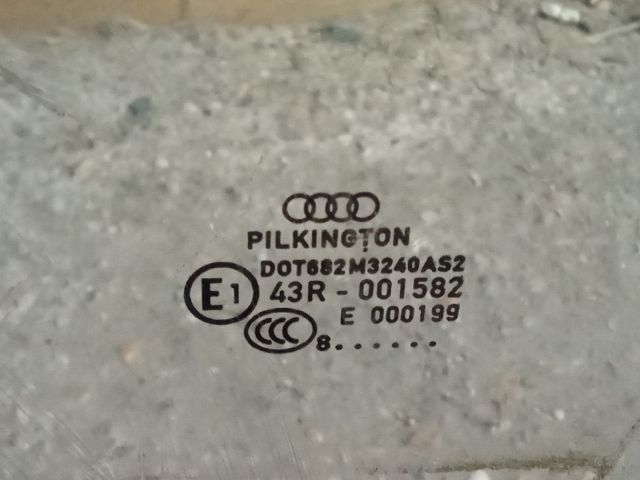 PILKINGTON
DOT682M3240AS2
E1 43R - 001582
E 000199
CCC
8......